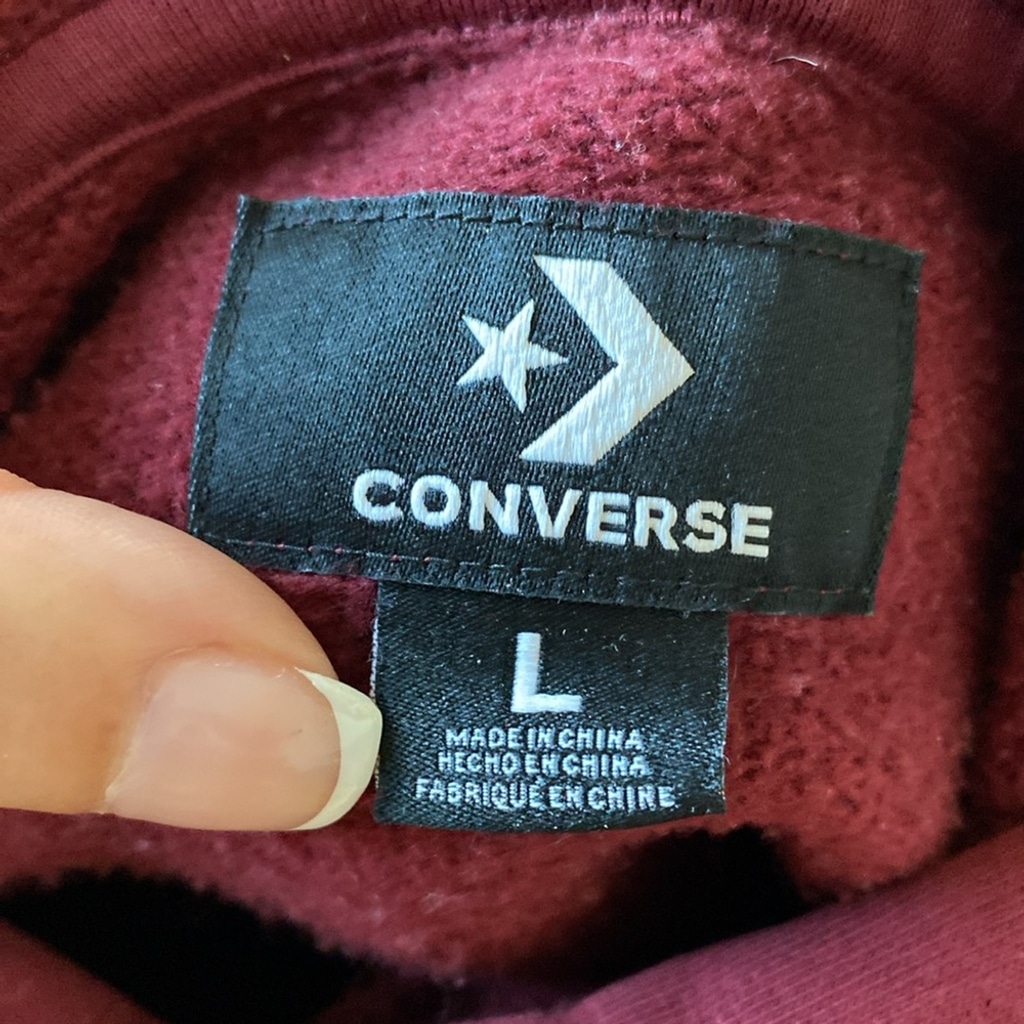 CONVERSE
L
MADE IN CHINA
HECHO EN CHINA
FABRIQUÉ EN CHINE